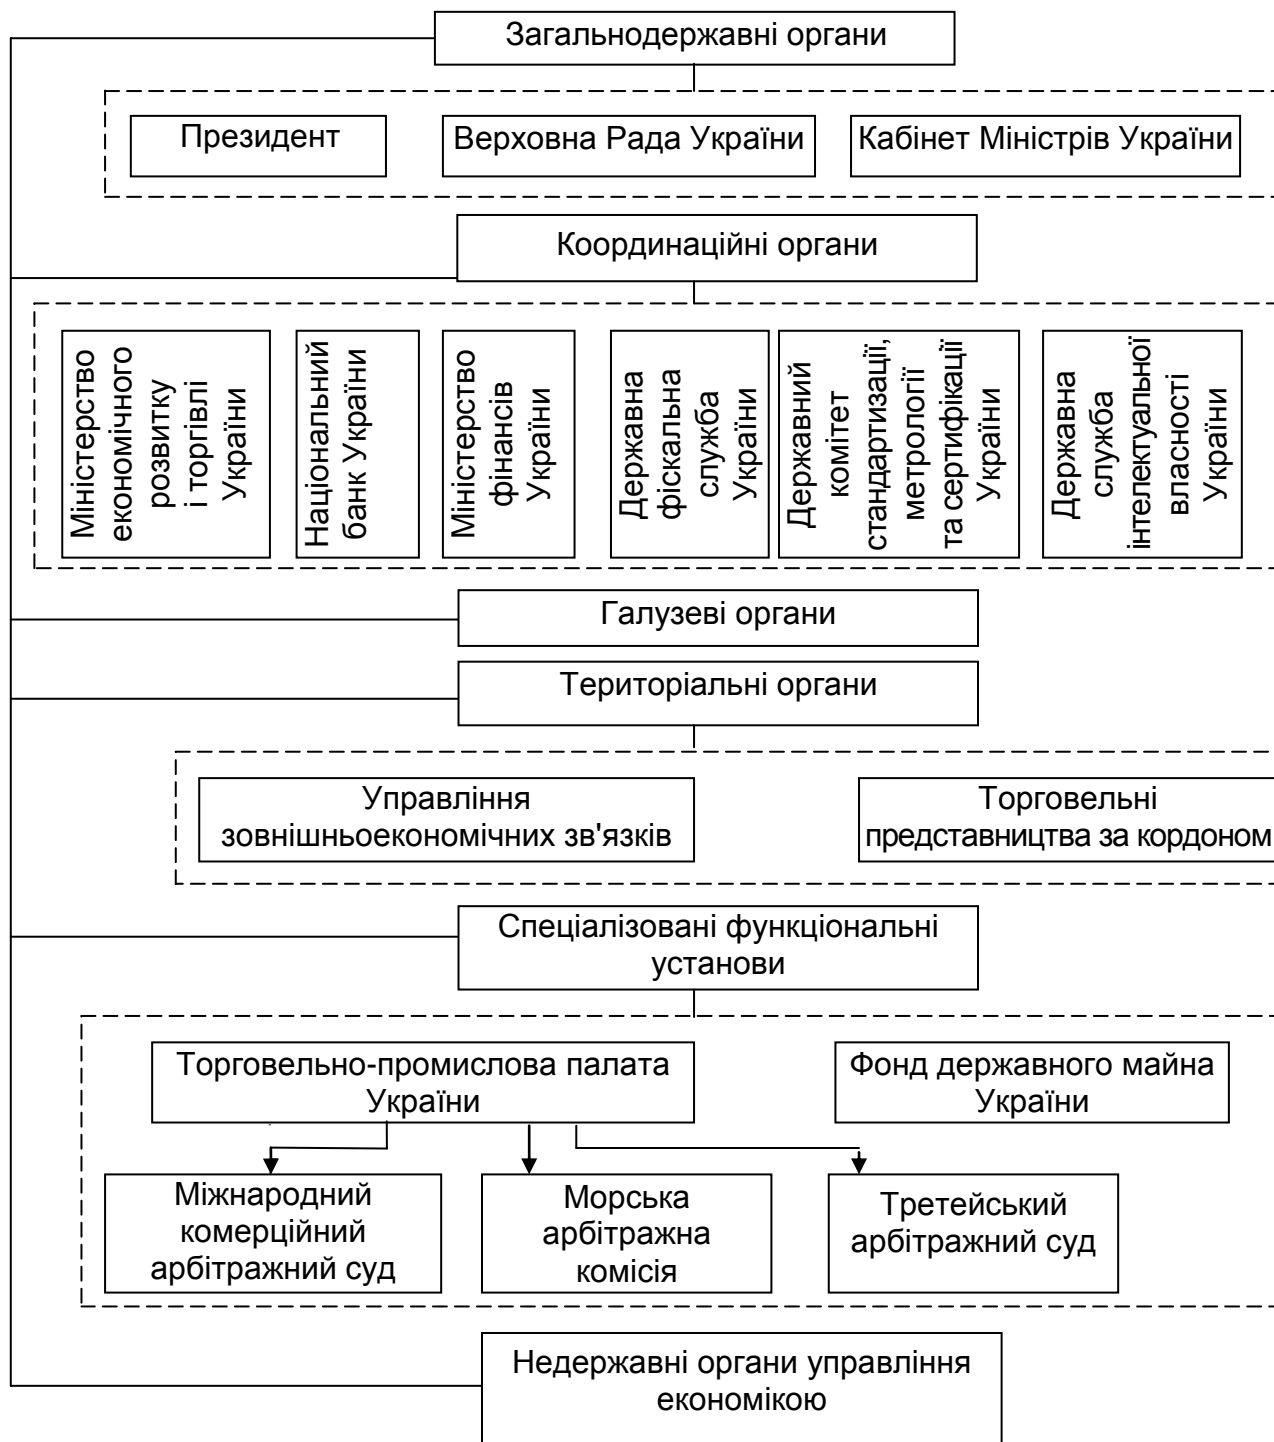 Загальнодержавні органи
Президент
Верховна Рада України
Кабінет Міністрів України
Координаційні органи
Міністерство
економічного
розвитку
і торгівлі
України
Національний
банк України
Міністерство
фінансів
України
Державна
фіскальна
служба
України
Державний
комітет
стандартизації,
метрології
та сертифікації
України
Державна
служба
інтелектуальної
власності
України
Галузеві органи
Територіальні органи
Управління
зовнішньоекономічних зв'язків
Торговельні
представництва за кордоном
Спеціалізовані функціональні
установи
Торговельно-промислова палата
України
Фонд державного майна
України
Міжнародний
комерційний
арбітражний суд
Морська
арбітражна
комісія
Третейський
арбітражний суд
Недержавні органи управління
економікою